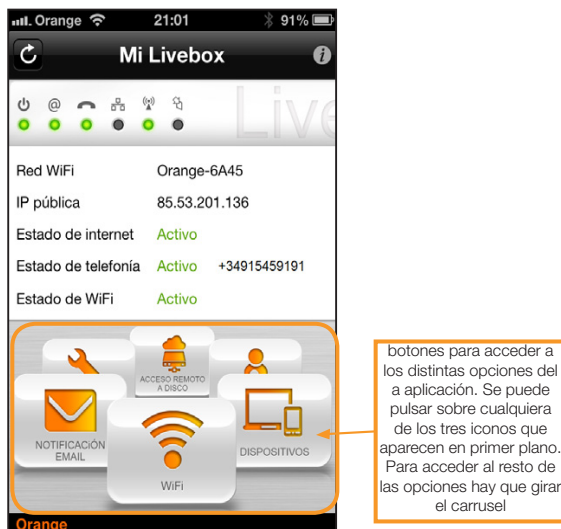 Orange 21:01 91%
Mi Livebox
Live
Red WiFi Orange-6A45
IP pública 85.53.201.136
Estado de internet Activo
Estado de telefonía Activo +34915459191
Estado de WiFi Activo
ACCESO REMOTO
A DISCO
NOTIFICACIÓN
EMAIL
WiFi
DISPOSITIVOS
Orange
botones para acceder a
los distintas opciones del
a aplicación. Se puede
pulsar sobre cualquiera
de los tres iconos que
aparecen en primer plano.
Para acceder al resto de
las opciones hay que girar
el carrusel